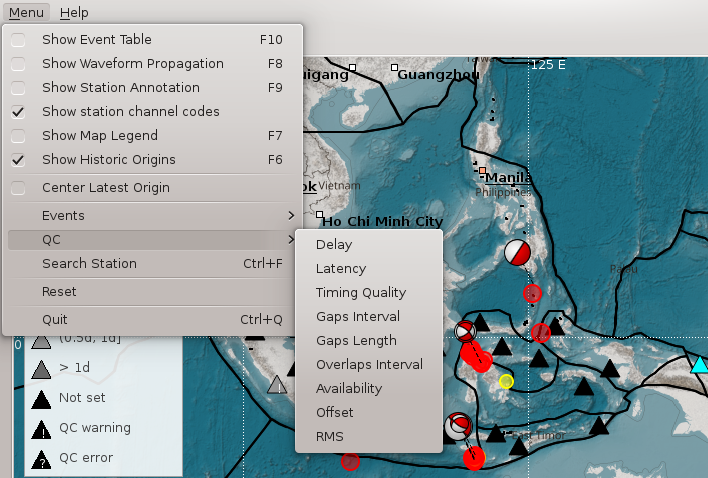 Menu Help
Show Event Table F10
Show Waveform Propagation F8
Show Station Annotation F9
Show station channel codes
Show Map Legend F7
Show Historic Origins F6
Center Latest Origin
Events
QC
Search Station Ctrl+F
Reset
Quit Ctrl+Q
Delay
Latency
Timing Quality
Gaps Interval
Gaps Length
Overlaps Interval
Availability
Offset
RMS
125 E
Guangzhou
Manila
Philippines
Vietnam
Ho Chi Minh City
Palau
East Timor
0
(0.5d, 1d]
> 1d
Not set
QC warning
QC error